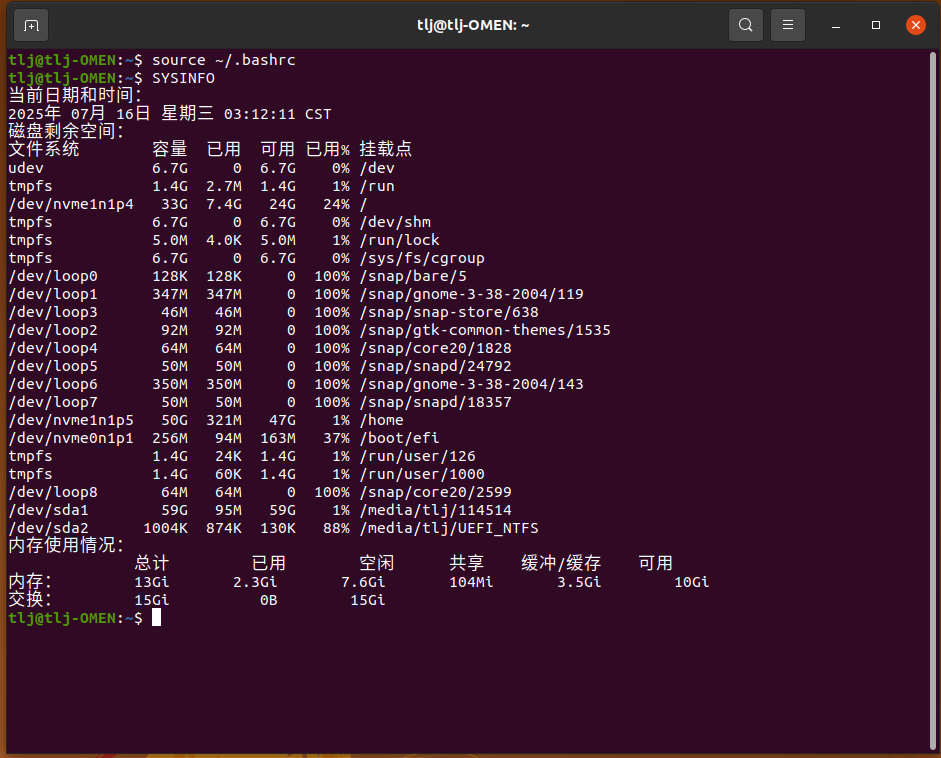 tlj@tlj-OMEN: ~
tlj@tlj-OMEN:~$ source ~/.bashrc
tlj@tlj-OMEN:~$ SYSINFO
当前日期和时间：
2025年 07月 16日 星期三 03:12:11 CST
磁盘剩余空间：
文件系统 容量 已用 可用 已用% 挂载点
udev 6.7G 0 6.7G 0% /dev
tmpfs 1.4G 2.7M 1.4G 1% /run
/dev/nvme1n1p4 33G 7.4G 24G 24% /
tmpfs 6.7G 0 6.7G 0% /dev/shm
tmpfs 5.0M 4.0K 5.0M 1% /run/lock
tmpfs 6.7G 0 6.7G 0% /sys/fs/cgroup
/dev/loop0 128K 128K 0 100% /snap/bare/5
/dev/loop1 347M 347M 0 100% /snap/gnome-3-38-2004/119
/dev/loop3 46M 46M 0 100% /snap/snap-store/638
/dev/loop2 92M 92M 0 100% /snap/gtk-common-themes/1535
/dev/loop4 64M 64M 0 100% /snap/core20/1828
/dev/loop5 50M 50M 0 100% /snap/snapd/24792
/dev/loop6 350M 350M 0 100% /snap/gnome-3-38-2004/143
/dev/loop7 50M 50M 0 100% /snap/snapd/18357
/dev/nvme1n1p5 50G 321M 47G 1% /home
/dev/nvme0n1p1 256M 94M 163M 37% /boot/efi
tmpfs 1.4G 24K 1.4G 1% /run/user/126
tmpfs 1.4G 60K 1.4G 1% /run/user/1000
/dev/loop8 64M 64M 0 100% /snap/core20/2599
/dev/sda1 59G 95M 59G 1% /media/tlj/114514
/dev/sda2 1004K 874K 130K 88% /media/tlj/UEFI_NTFS
内存使用情况：
总计 已用 空闲 共享 缓冲/缓存 可用
内存： 13Gi 2.3Gi 7.6Gi 104Mi 3.5Gi 10Gi
交换： 15Gi 0B 15Gi
tlj@tlj-OMEN:~$